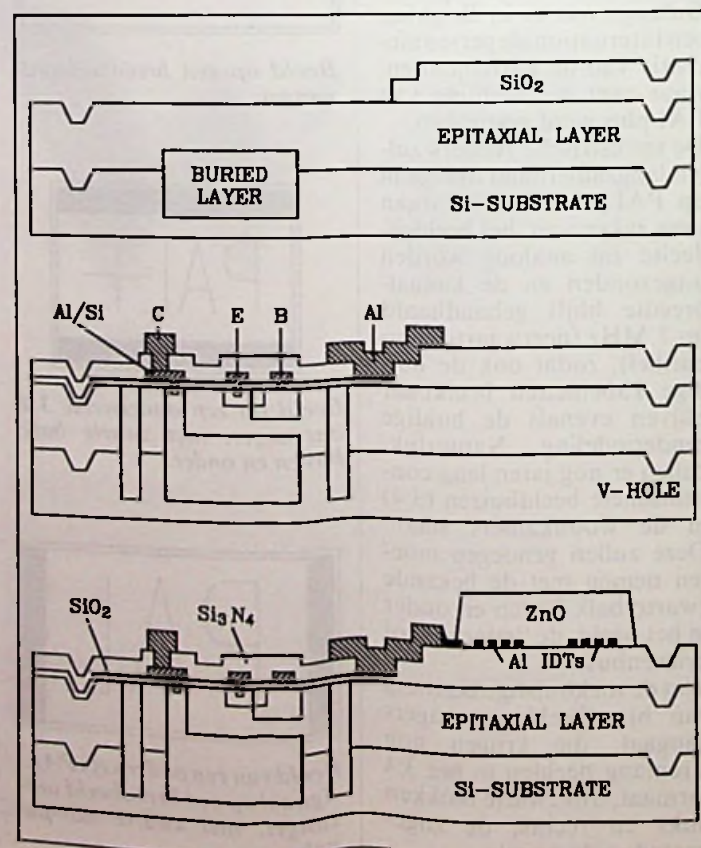 SiO₂
EPITAXIAL LAYER
BURIED
LAYER
Si-SUBSTRATE
Al/Si C E B Al
V-HOLE
SiO₂
Si₃N₄
ZnO
Al IDTs
EPITAXIAL LAYER
Si-SUBSTRATE